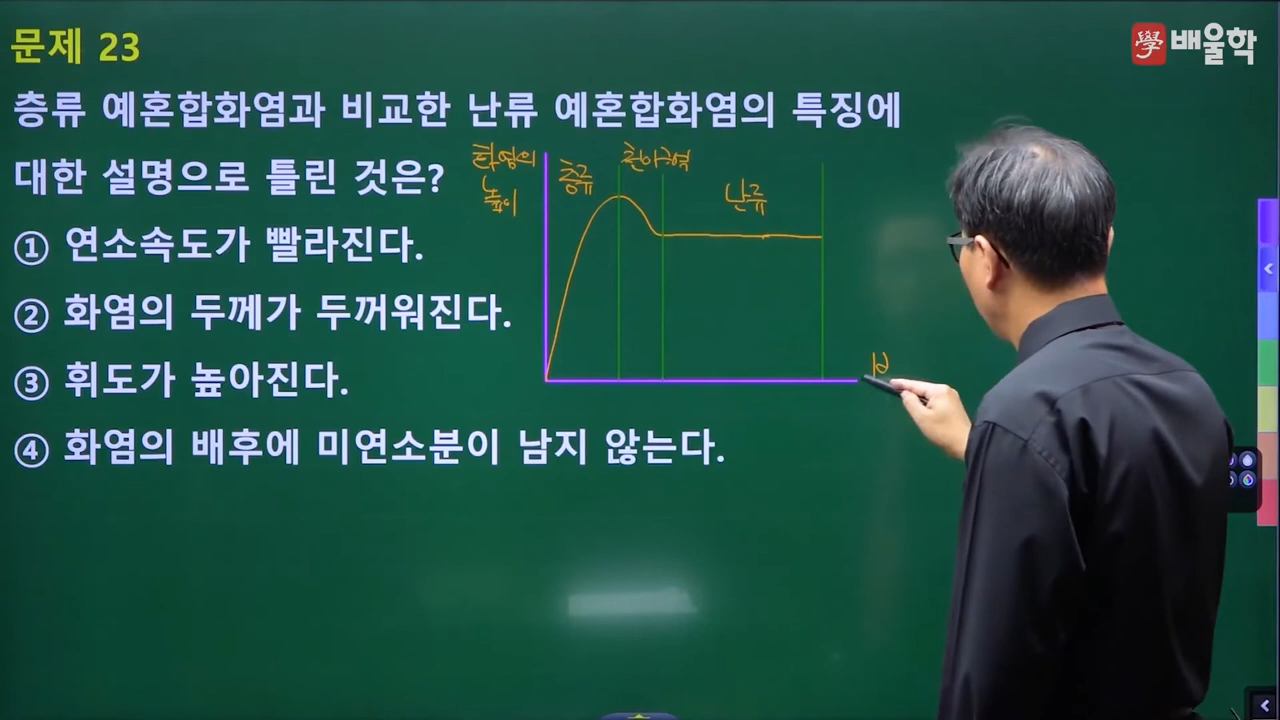 문제 23
學 배울학
층류 예혼합화염과 비교한 난류 예혼합화염의 특징에
대한 설명으로 틀린 것은?
① 연소속도가 빨라진다.
② 화염의 두께가 두꺼워진다.
③ 휘도가 높아진다.
④ 화염의 배후에 미연소분이 남지 않는다.
화염의
높이
층류
천이구역
난류